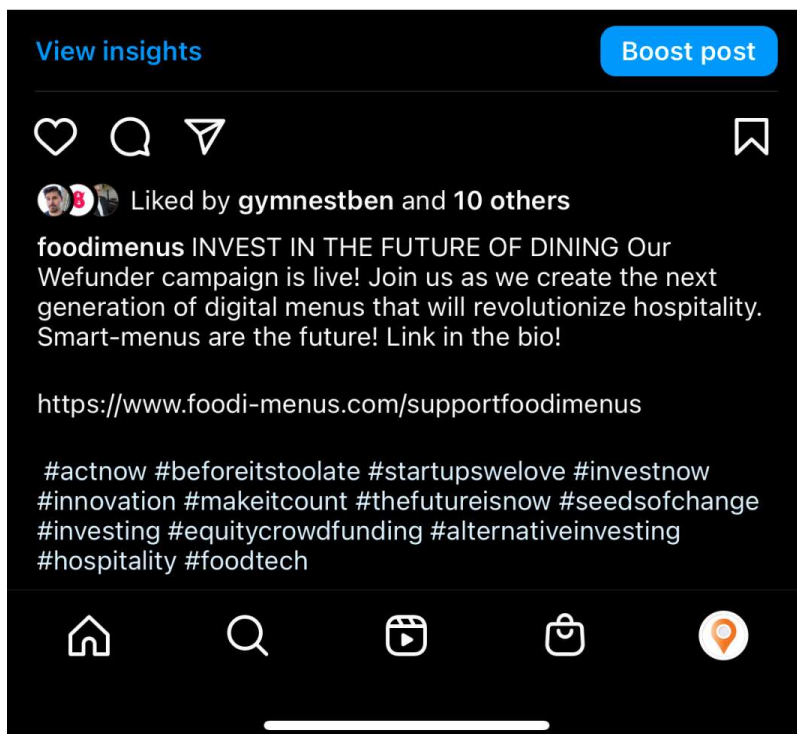 View insights
Boost post
Liked by gymnestben and 10 others
foodimenus INVEST IN THE FUTURE OF DINING Our
Wefunder campaign is live! Join us as we create the next
generation of digital menus that will revolutionize hospitality.
Smart-menus are the future! Link in the bio!
https://www.foodi-menus.com/supportfoodimenus
#actnow #beforeitstoolate #startupswelove #investnow
#innovation #makeitcount #thefutureisnow #seedsofchange
#investing #equitycrowdfunding #alternativeinvesting
#hospitality #foodtech